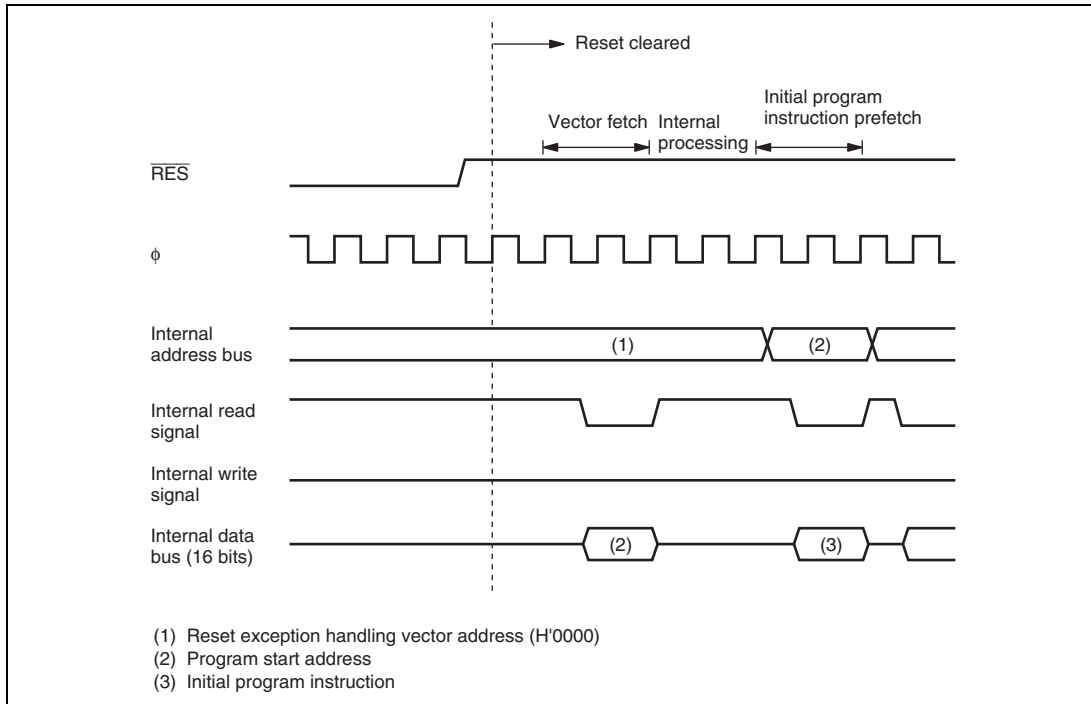 Reset cleared
Initial program
instruction prefetch
Vector fetch
Internal
processing
RES
φ
Internal
address bus
(1)
(2)
Internal read
signal
Internal write
signal
Internal data
bus (16 bits)
(2)
(3)
(1) Reset exception handling vector address (H'0000)
(2) Program start address
(3) Initial program instruction